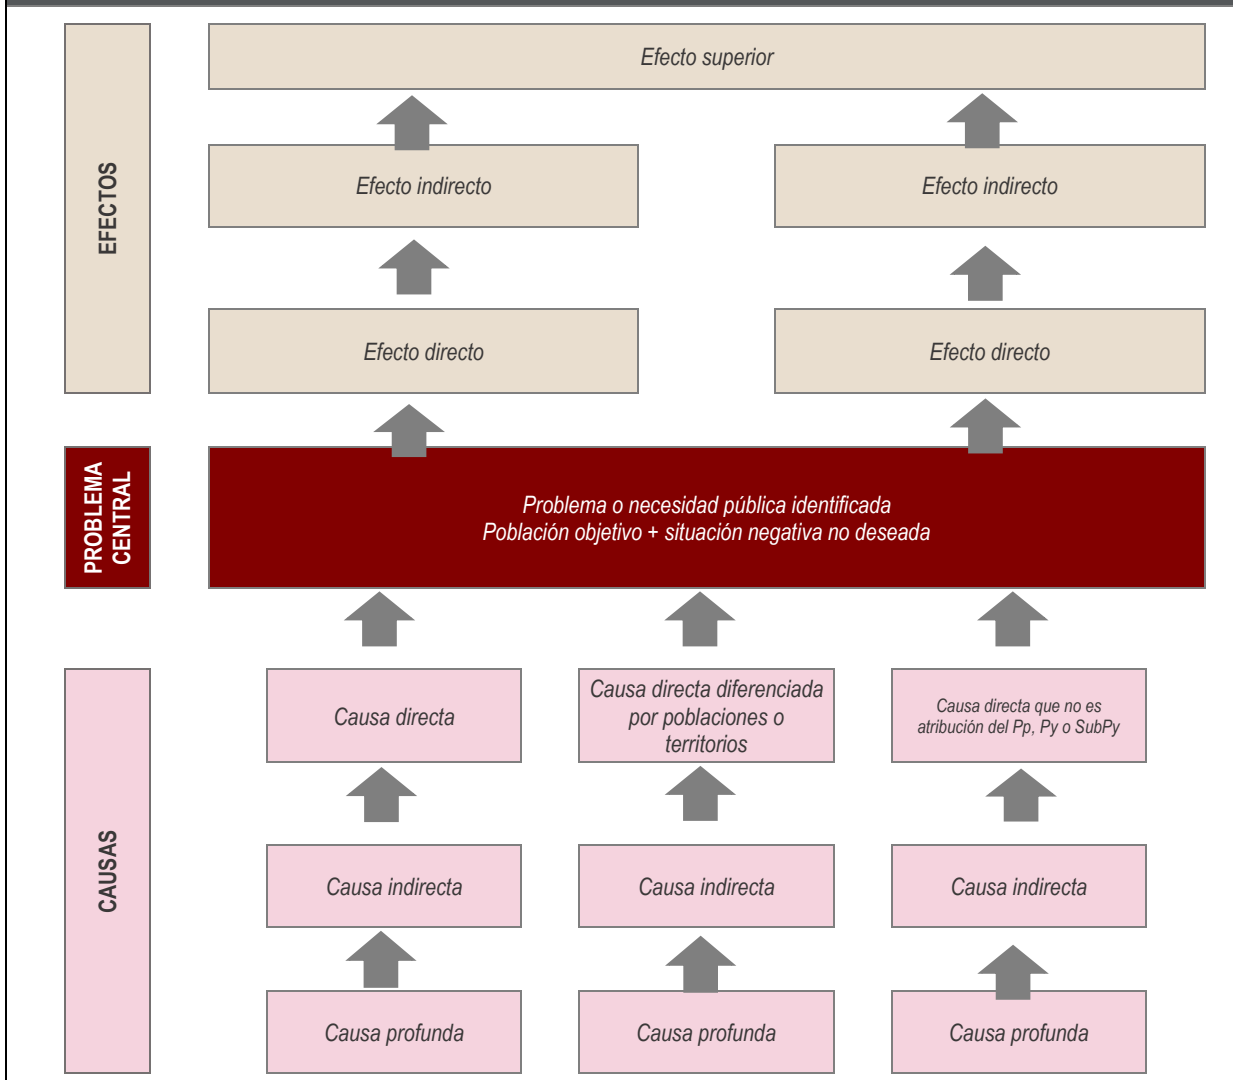 EFECTOS
Efecto superior
Efecto indirecto
Efecto indirecto
Efecto directo
Efecto directo
PROBLEMA
CENTRAL
Problema o necesidad pública identificada
Población objetivo + situación negativa no deseada
CAUSAS
Causa directa
Causa directa diferenciada
por poblaciones o
territorios
Causa directa que no es
atribución del Pp, Py o SubPy
Causa indirecta
Causa indirecta
Causa indirecta
Causa profunda
Causa profunda
Causa profunda